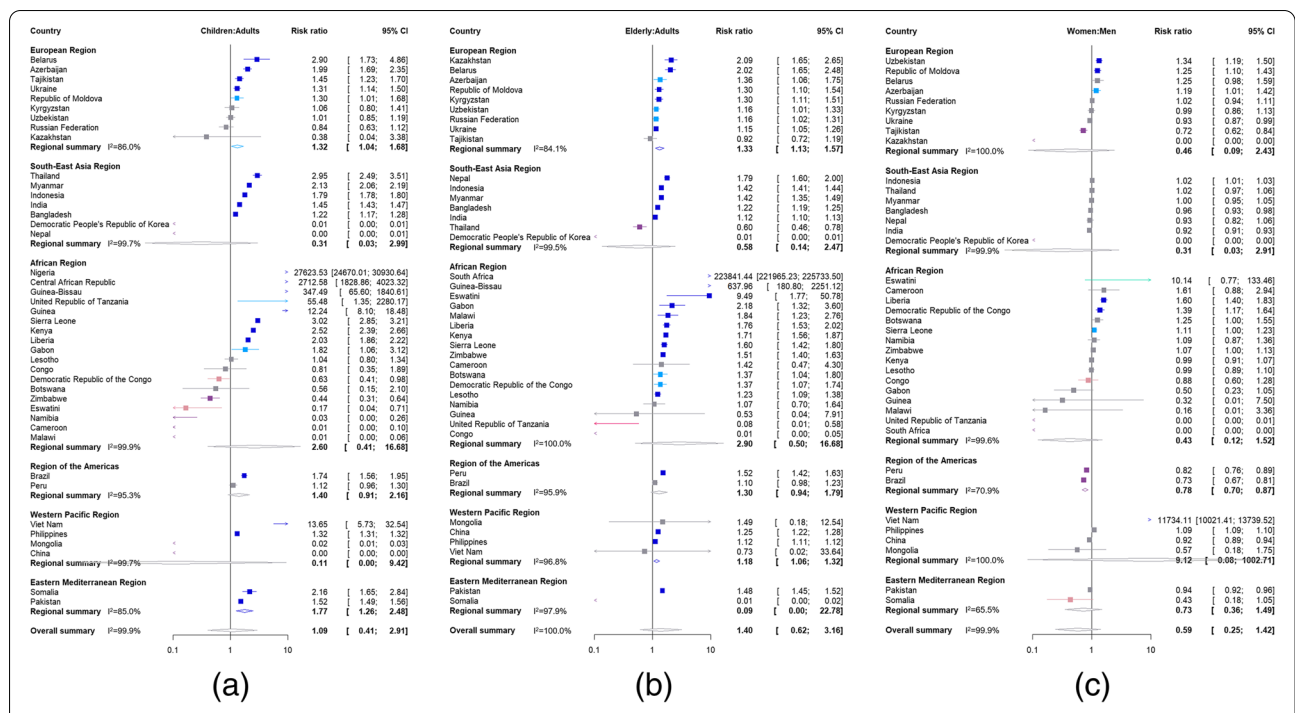 Country Children:Adults Risk ratio 95% CI
European Region
Belarus 2.90 [ 1.73; 4.86]
Azerbaijan 1.99 [ 1.69; 2.35]
Tajikistan 1.45 [ 1.23; 1.70]
Ukraine 1.31 [ 1.14; 1.50]
Republic of Moldova 1.30 [ 1.01; 1.68]
Kyrgyzstan 1.06 [ 0.80; 1.41]
Uzbekistan 1.01 [ 0.85; 1.19]
Russian Federation 0.84 [ 0.63; 1.12]
Kazakhstan 0.38 [ 0.04; 3.38]
Regional summary I²=86.0% 1.32 [ 1.04; 1.68]
South-East Asia Region
Thailand 2.95 [ 2.49; 3.51]
Myanmar 2.13 [ 2.06; 2.19]
Indonesia 1.79 [ 1.78; 1.80]
India 1.45 [ 1.43; 1.47]
Bangladesh 1.22 [ 1.17; 1.28]
Democratic People's Republic of Korea 0.01 [ 0.00; 0.01]
Nepal 0.00 [ 0.00; 0.01]
Regional summary I²=99.7% 0.31 [ 0.03; 2.99]
African Region
Nigeria 27623.53 [24670.01; 30930.64]
Central African Republic 2712.58 [1828.86; 4023.32]
Guinea-Bissau 347.49 [ 65.60; 1840.61]
United Republic of Tanzania 55.48 [ 1.35; 2280.17]
Guinea 12.24 [ 8.10; 18.48]
Sierra Leone 3.02 [ 2.85; 3.21]
Kenya 2.52 [ 2.39; 2.66]
Liberia 2.03 [ 1.86; 2.22]
Gabon 1.82 [ 1.06; 3.12]
Lesotho 1.04 [ 0.80; 1.34]
Congo 0.81 [ 0.35; 1.89]
Democratic Republic of the Congo 0.63 [ 0.41; 0.98]
Botswana 0.56 [ 0.15; 2.10]
Zimbabwe 0.44 [ 0.31; 0.64]
Eswatini 0.17 [ 0.04; 0.71]
Namibia 0.03 [ 0.00; 0.26]
Cameroon 0.01 [ 0.00; 0.10]
Malawi 0.01 [ 0.00; 0.06]
Regional summary I²=99.9% 2.60 [ 0.41; 16.68]
Region of the Americas
Brazil 1.74 [ 1.56; 1.95]
Peru 1.12 [ 0.96; 1.30]
Regional summary I²=95.3% 1.40 [ 0.91; 2.16]
Western Pacific Region
Viet Nam 13.65 [ 5.73; 32.54]
Philippines 1.32 [ 1.31; 1.32]
Mongolia 0.02 [ 0.01; 0.03]
China 0.00 [ 0.00; 0.00]
Regional summary I²=99.7% 0.11 [ 0.00; 9.42]
Eastern Mediterranean Region
Somalia 2.16 [ 1.65; 2.84]
Pakistan 1.52 [ 1.49; 1.56]
Regional summary I²=85.0% 1.77 [ 1.26; 2.48]
Overall summary I²=99.9% 1.09 [ 0.41; 2.91]
0.1 1 10
(a)
Country Elderly:Adults Risk ratio 95% CI
European Region
Kazakhstan 2.09 [ 1.65; 2.65]
Belarus 2.02 [ 1.65; 2.48]
Azerbaijan 1.36 [ 1.06; 1.75]
Republic of Moldova 1.30 [ 1.10; 1.54]
Kyrgyzstan 1.30 [ 1.11; 1.51]
Uzbekistan 1.16 [ 1.01; 1.33]
Russian Federation 1.16 [ 1.02; 1.31]
Ukraine 1.15 [ 1.05; 1.26]
Tajikistan 0.92 [ 0.72; 1.19]
Regional summary I²=84.1% 1.33 [ 1.13; 1.57]
South-East Asia Region
Nepal 1.79 [ 1.60; 2.00]
Indonesia 1.42 [ 1.41; 1.44]
Myanmar 1.42 [ 1.35; 1.49]
Bangladesh 1.22 [ 1.19; 1.25]
India 1.12 [ 1.10; 1.13]
Thailand 0.60 [ 0.46; 0.78]
Democratic People's Republic of Korea 0.01 [ 0.00; 0.01]
Regional summary I²=99.5% 0.58 [ 0.14; 2.47]
African Region
South Africa 223841.44 [221965.23; 225733.50]
Guinea-Bissau 637.96 [ 180.80; 2251.12]
Eswatini 9.49 [ 1.77; 50.78]
Gabon 2.18 [ 1.32; 3.60]
Malawi 1.84 [ 1.23; 2.76]
Liberia 1.76 [ 1.53; 2.02]
Kenya 1.71 [ 1.56; 1.87]
Sierra Leone 1.60 [ 1.42; 1.80]
Zimbabwe 1.51 [ 1.40; 1.63]
Cameroon 1.42 [ 0.47; 4.30]
Botswana 1.37 [ 1.04; 1.80]
Democratic Republic of the Congo 1.37 [ 1.07; 1.74]
Lesotho 1.23 [ 1.09; 1.38]
Namibia 1.07 [ 0.70; 1.64]
Guinea 0.53 [ 0.04; 7.91]
United Republic of Tanzania 0.08 [ 0.01; 0.58]
Congo 0.01 [ 0.00; 0.05]
Regional summary I²=100.0% 2.90 [ 0.50; 16.68]
Region of the Americas
Peru 1.52 [ 1.42; 1.63]
Brazil 1.10 [ 0.98; 1.23]
Regional summary I²=95.9% 1.30 [ 0.94; 1.79]
Western Pacific Region
Mongolia 1.49 [ 0.18; 12.54]
China 1.25 [ 1.22; 1.28]
Philippines 1.12 [ 1.11; 1.12]
Viet Nam 0.73 [ 0.02; 33.64]
Regional summary I²=96.8% 1.18 [ 1.06; 1.32]
Eastern Mediterranean Region
Pakistan 1.48 [ 1.45; 1.52]
Somalia 0.01 [ 0.00; 0.02]
Regional summary I²=97.9% 0.09 [ 0.00; 22.78]
Overall summary I²=100.0% 1.40 [ 0.62; 3.16]
0.1 1 10
(b)
Country Women:Men Risk ratio 95% CI
European Region
Uzbekistan 1.34 [ 1.19; 1.50]
Republic of Moldova 1.25 [ 1.10; 1.43]
Belarus 1.25 [ 0.98; 1.59]
Azerbaijan 1.19 [ 1.01; 1.42]
Russian Federation 1.02 [ 0.94; 1.11]
Kyrgyzstan 0.99 [ 0.86; 1.13]
Ukraine 0.93 [ 0.87; 0.99]
Tajikistan 0.72 [ 0.62; 0.84]
Kazakhstan 0.00 [ 0.00; 0.00]
Regional summary I²=100.0% 0.46 [ 0.09; 2.43]
South-East Asia Region
Indonesia 1.02 [ 1.01; 1.03]
Thailand 1.02 [ 0.97; 1.06]
Myanmar 1.00 [ 0.95; 1.05]
Bangladesh 0.96 [ 0.93; 0.98]
Nepal 0.93 [ 0.82; 1.06]
India 0.92 [ 0.91; 0.93]
Democratic People's Republic of Korea 0.00 [ 0.00; 0.00]
Regional summary I²=99.9% 0.31 [ 0.03; 2.91]
African Region
Eswatini 10.14 [ 0.77; 133.46]
Cameroon 1.61 [ 0.88; 2.94]
Liberia 1.60 [ 1.40; 1.83]
Democratic Republic of the Congo 1.39 [ 1.17; 1.64]
Botswana 1.25 [ 1.00; 1.55]
Sierra Leone 1.11 [ 1.00; 1.23]
Namibia 1.09 [ 0.87; 1.36]
Zimbabwe 1.07 [ 1.00; 1.13]
Kenya 0.99 [ 0.91; 1.07]
Lesotho 0.99 [ 0.89; 1.10]
Congo 0.88 [ 0.60; 1.28]
Gabon 0.50 [ 0.23; 1.05]
Guinea 0.32 [ 0.01; 7.50]
Malawi 0.16 [ 0.01; 3.36]
United Republic of Tanzania 0.00 [ 0.00; 0.01]
South Africa 0.00 [ 0.00; 0.00]
Regional summary I²=99.6% 0.43 [ 0.12; 1.52]
Region of the Americas
Peru 0.82 [ 0.76; 0.89]
Brazil 0.73 [ 0.67; 0.81]
Regional summary I²=70.9% 0.78 [ 0.70; 0.87]
Western Pacific Region
Viet Nam 11734.11 [10021.41; 13739.52]
Philippines 1.09 [ 1.09; 1.10]
China 0.92 [ 0.89; 0.94]
Mongolia 0.57 [ 0.18; 1.75]
Regional summary I²=100.0% 9.12 [ 0.08; 1002.71]
Eastern Mediterranean Region
Pakistan 0.94 [ 0.92; 0.96]
Somalia 0.43 [ 0.18; 1.05]
Regional summary I²=65.5% 0.73 [ 0.36; 1.49]
Overall summary I²=99.9% 0.59 [ 0.25; 1.42]
0.1 1 10
(c)